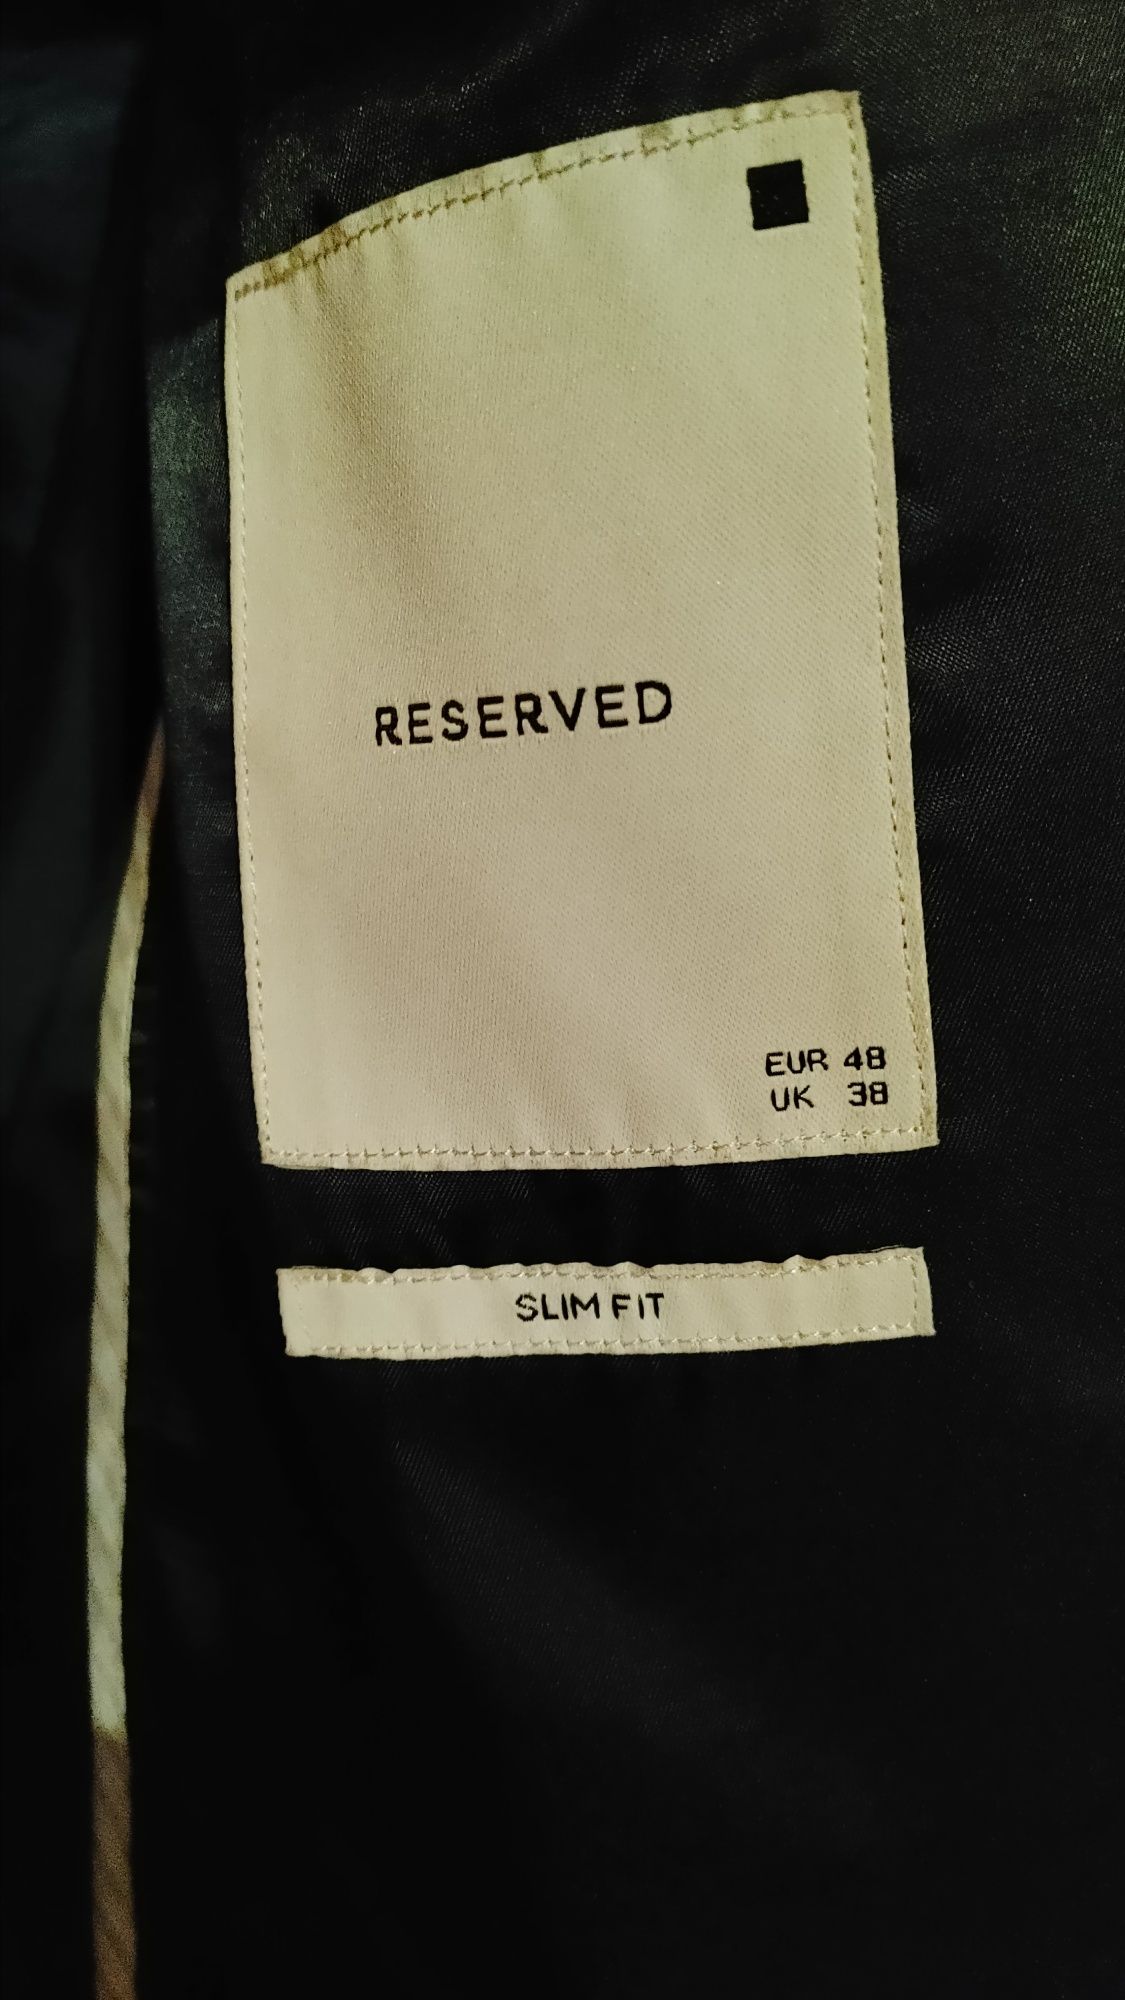 RESERVED
EUR 48
UK 38
SLIM FIT